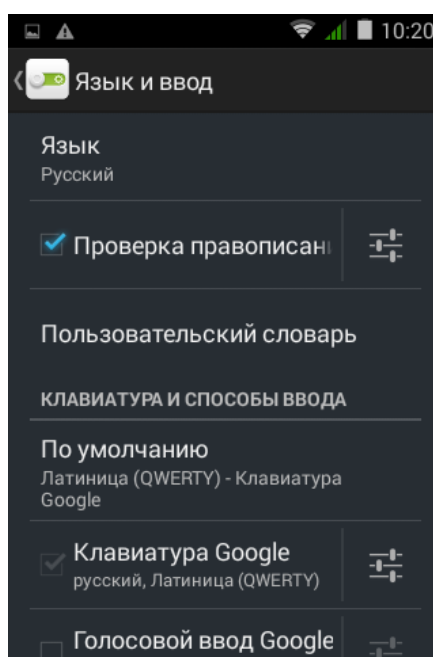 10:20
Язык и ввод
Язык
Русский
Проверка правописани
Пользовательский словарь
КЛАВИАТУРА И СПОСОБЫ ВВОДА
По умолчанию
Латиница (QWERTY) - Клавиатура
Google
Клавиатура Google
русский, Латиница (QWERTY)
Голосовой ввод Google